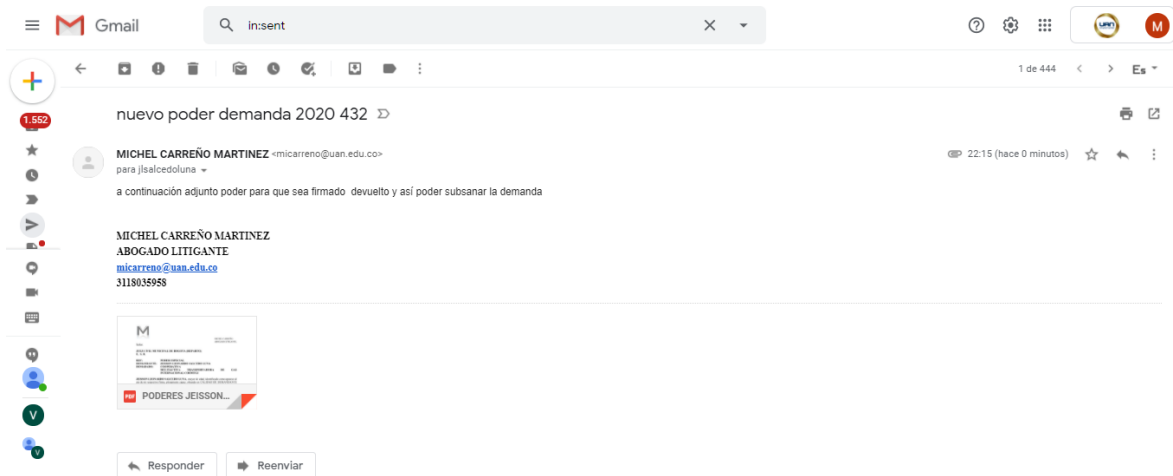 Gmail
in:sent
UAN
M
1 de 444
Es
1.552
nuevo poder demanda 2020 432
MICHEL CARREÑO MARTINEZ <micarreno@uan.edu.co>
22:15 (hace 0 minutos)
para jlsalcedoluna
a continuación adjunto poder para que sea firmado devuelto y así poder subsanar la demanda
MICHEL CARREÑO MARTINEZ
ABOGADO LITIGANTE
micarreno@uan.edu.co
3118035958
M
PDF PODERES JEISSON...
V
V
Responder
Reenviar